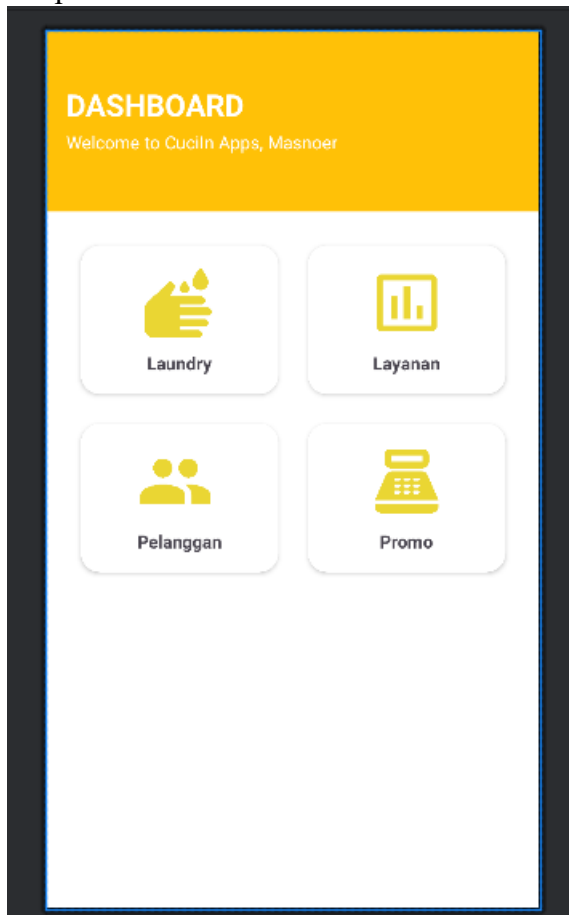 DASHBOARD
Welcome to CuciIn Apps, Masnoer
Laundry
Layanan
Pelanggan
Promo